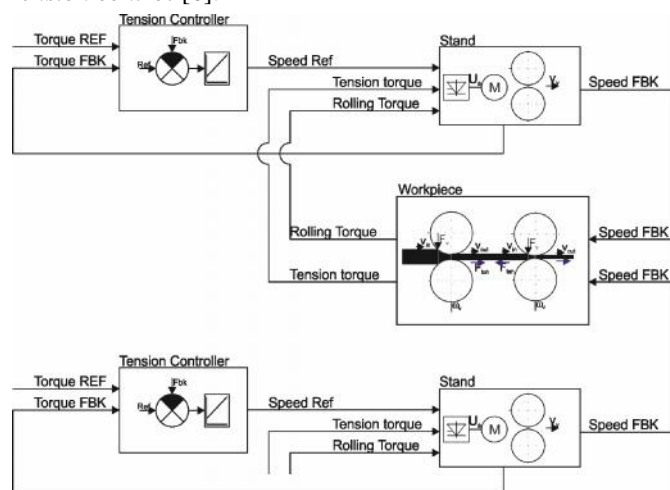 Tension Controller
Torque REF
Torque FBK
Fbk
Ref
Speed Ref
Tension torque
Rolling Torque
Stand
M
Speed FBK
Workpiece
Rolling Torque
Tension torque
Speed FBK
Speed FBK
Tension Controller
Torque REF
Torque FBK
Fbk
Ref
Speed Ref
Tension torque
Rolling Torque
Stand
M
Speed FBK